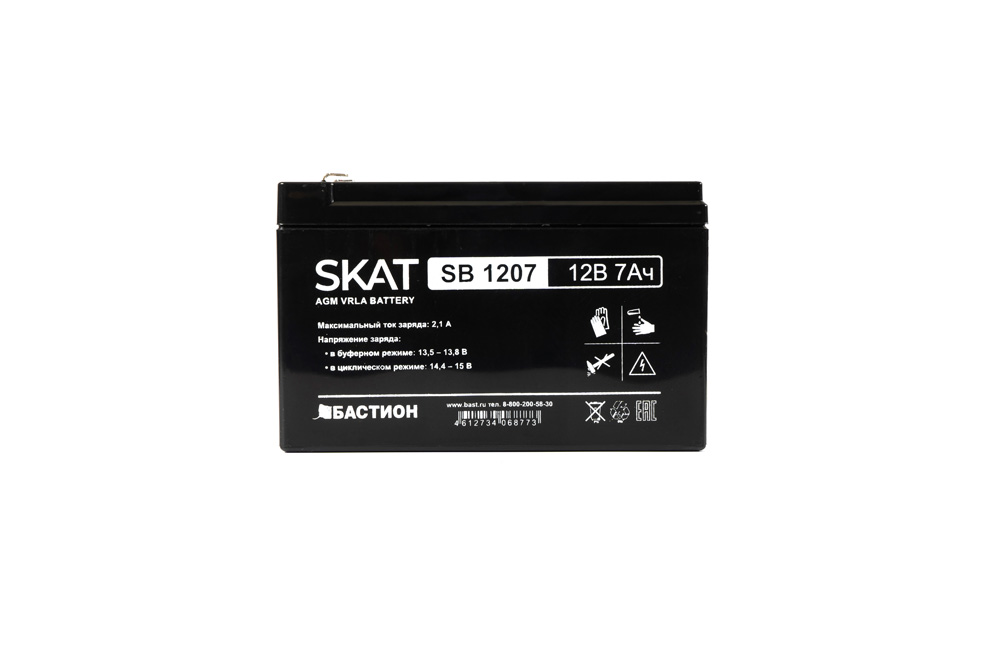 SKAT SB 1207 12В 7Ач
AGM VRLA BATTERY
Максимальный ток заряда: 2,1 А
Напряжение заряда:
• в буферном режиме: 13,5 – 13,8 В
• в циклическом режиме: 14,4 – 15 В
БАСТИОН
www.bast.ru тел. 8-800-200-58-30
4 612734 068773
EAC